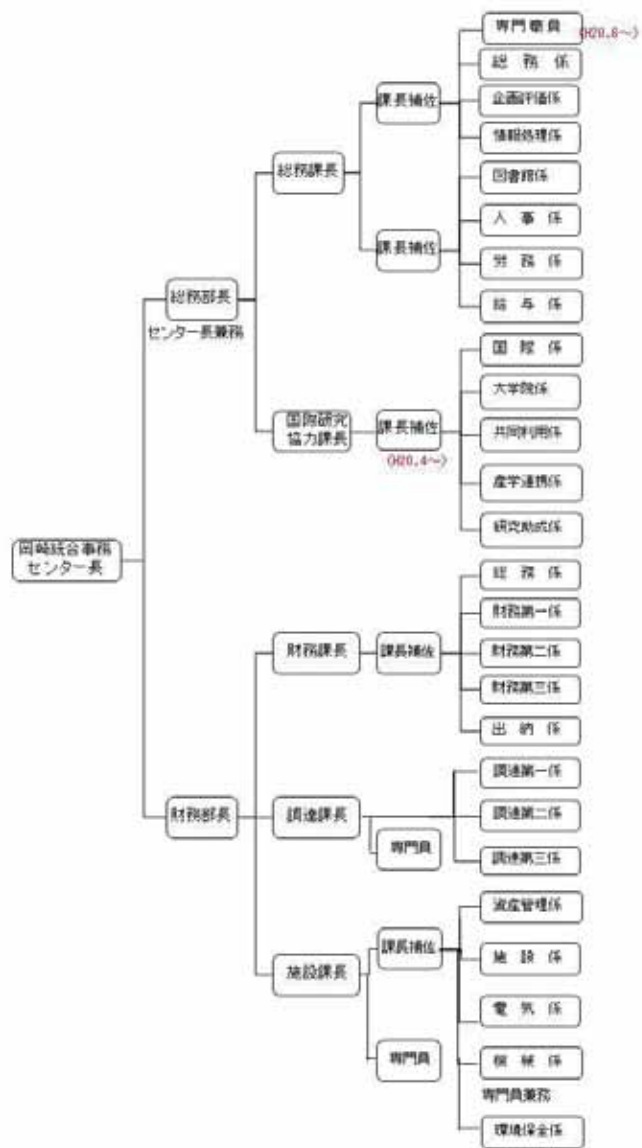 岡崎統合事務
センター長
総務部長
センター長兼務
総務課長
課長補佐
専門職員
(H20.8～)
総務係
企画評価係
情報処理係
図書館係
課長補佐
人事係
労務係
給与係
国際研究
協力課長
課長補佐
(H20.4～)
国際係
大学院係
共同利用係
産学連携係
研究助成係
財務部長
財務課長
課長補佐
総務係
財務第一係
財務第二係
財務第三係
出納係
調達課長
専門員
調達第一係
調達第二係
調達第三係
施設課長
課長補佐
専門員
資産管理係
施設係
電気係
機械係
専門員兼務
環境保全係